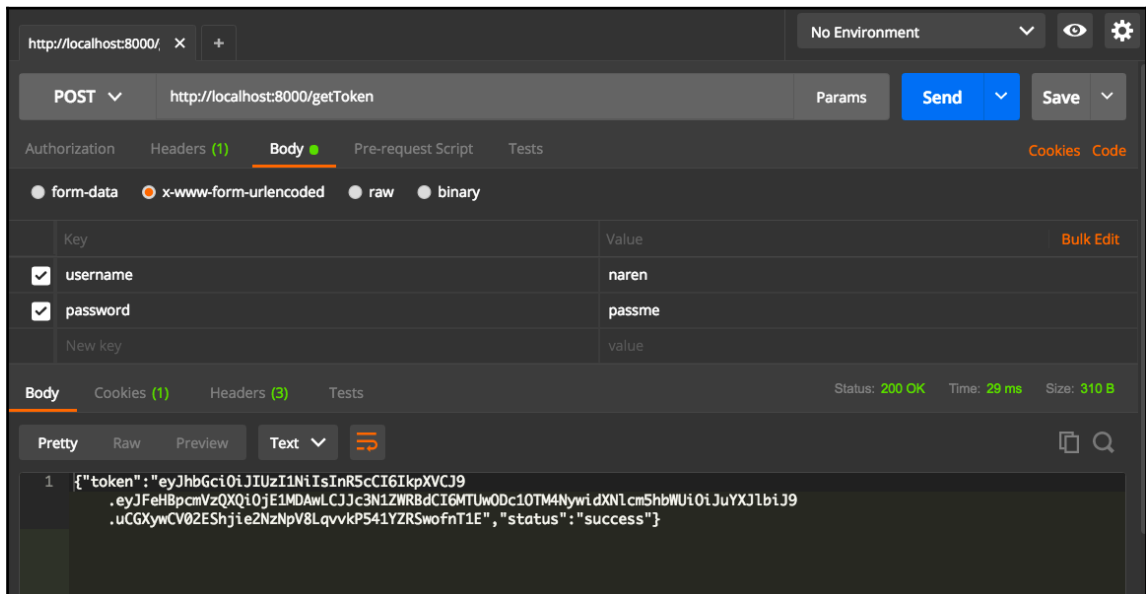 http://localhost:8000/ × +
No Environment
POST http://localhost:8000/getToken Params Send Save
Authorization Headers (1) Body Pre-request Script Tests Cookies Code
form-data x-www-form-urlencoded raw binary
Key Value Bulk Edit
username naren
password passme
New key value
Body Cookies (1) Headers (3) Tests Status: 200 OK Time: 29 ms Size: 310 B
Pretty Raw Preview Text
1 {"token":"eyJhbGciOiJIUzI1NiIsInR5cCI6IkpXVCJ9
.eyJFeHBpcmVzQXQiOjE1MDAwLCJJc3N1ZWRBdCI6MTUwODc1OTM4NywidXNlcm5hbWUiOiJuYXJlbiJ9
.uCGXywCV02EShjie2NzNpV8LqvvkP541YZRSwofnT1E","status":"success"}